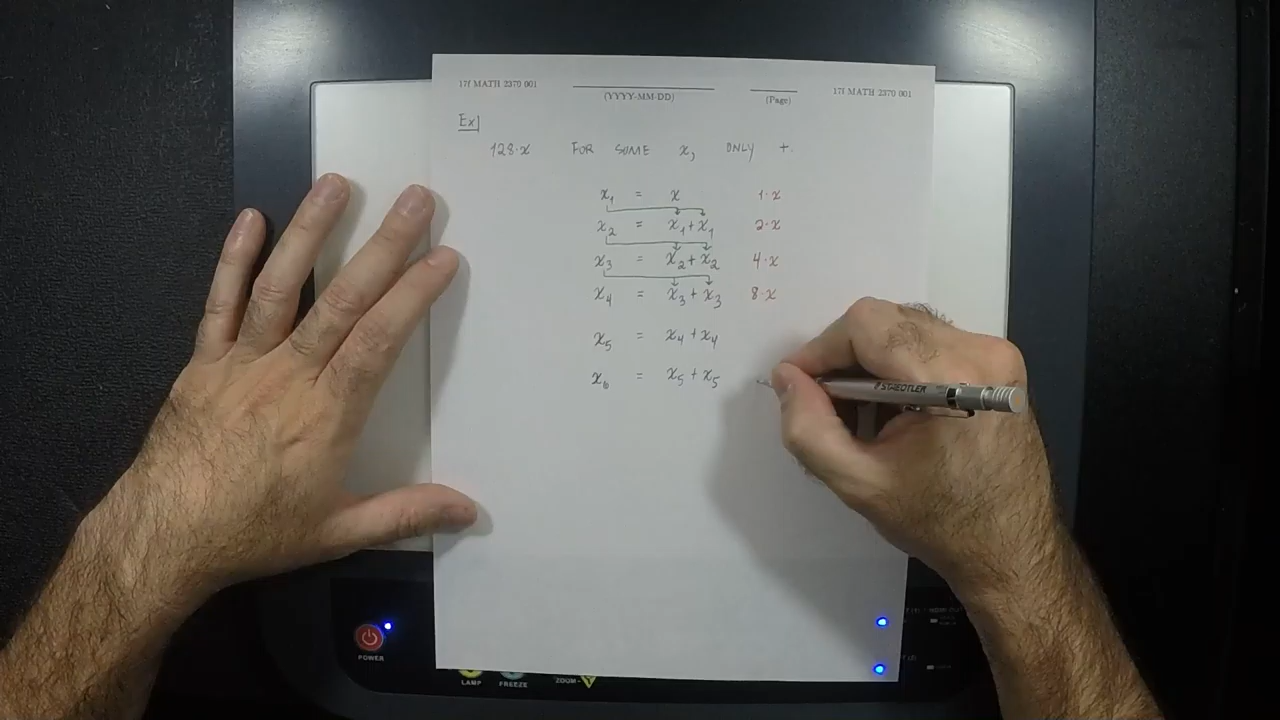 17f MATH 2370 001 (YYYY-MM-DD) (Page) 17f MATH 2370 001
Ex
128·x FOR SOME x, ONLY +.
x₁ = x 1·x
x₂ = x₁+x₁ 2·x
x₃ = x₂+x₂ 4·x
x₄ = x₃+x₃ 8·x
x₅ = x₄+x₄
x₆ = x₅+x₅
STAEDTLER
POWER
LAMP FREEZE ZOOM